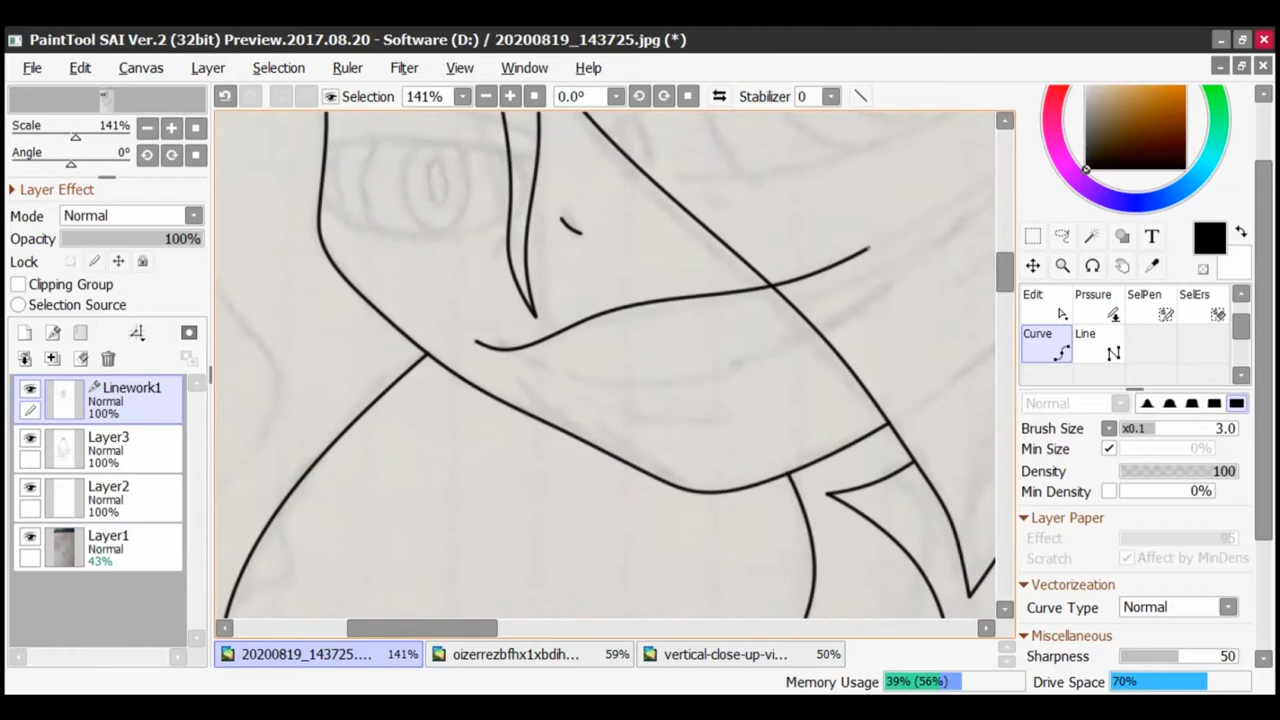 PaintTool SAI Ver.2 (32bit) Preview.2017.08.20 - Software (D:) / 20200819_143725.jpg (*)
File Edit Canvas Layer Selection Ruler Filter View Window Help
Selection 141% 0.0° Stabilizer 0
Scale 141%
Angle 0°
Layer Effect
Mode Normal
Opacity 100%
Lock
Clipping Group
Selection Source
Linework1
Normal
100%
Layer3
Normal
100%
Layer2
Normal
100%
Layer1
Normal
43%
T
Edit Prssure SelPen SelErs
Curve Line
Normal
Brush Size x0.1 3.0
Min Size 0%
Density 100
Min Density 0%
Layer Paper
Effect 95
Scratch Affect by MinDens
Vectorizeation
Curve Type Normal
Miscellaneous
Sharpness 50
20200819_143725.... 141% oizerrezbfhx1xbdih... 59% vertical-close-up-vi... 50%
Memory Usage 39% (56%) Drive Space 70%